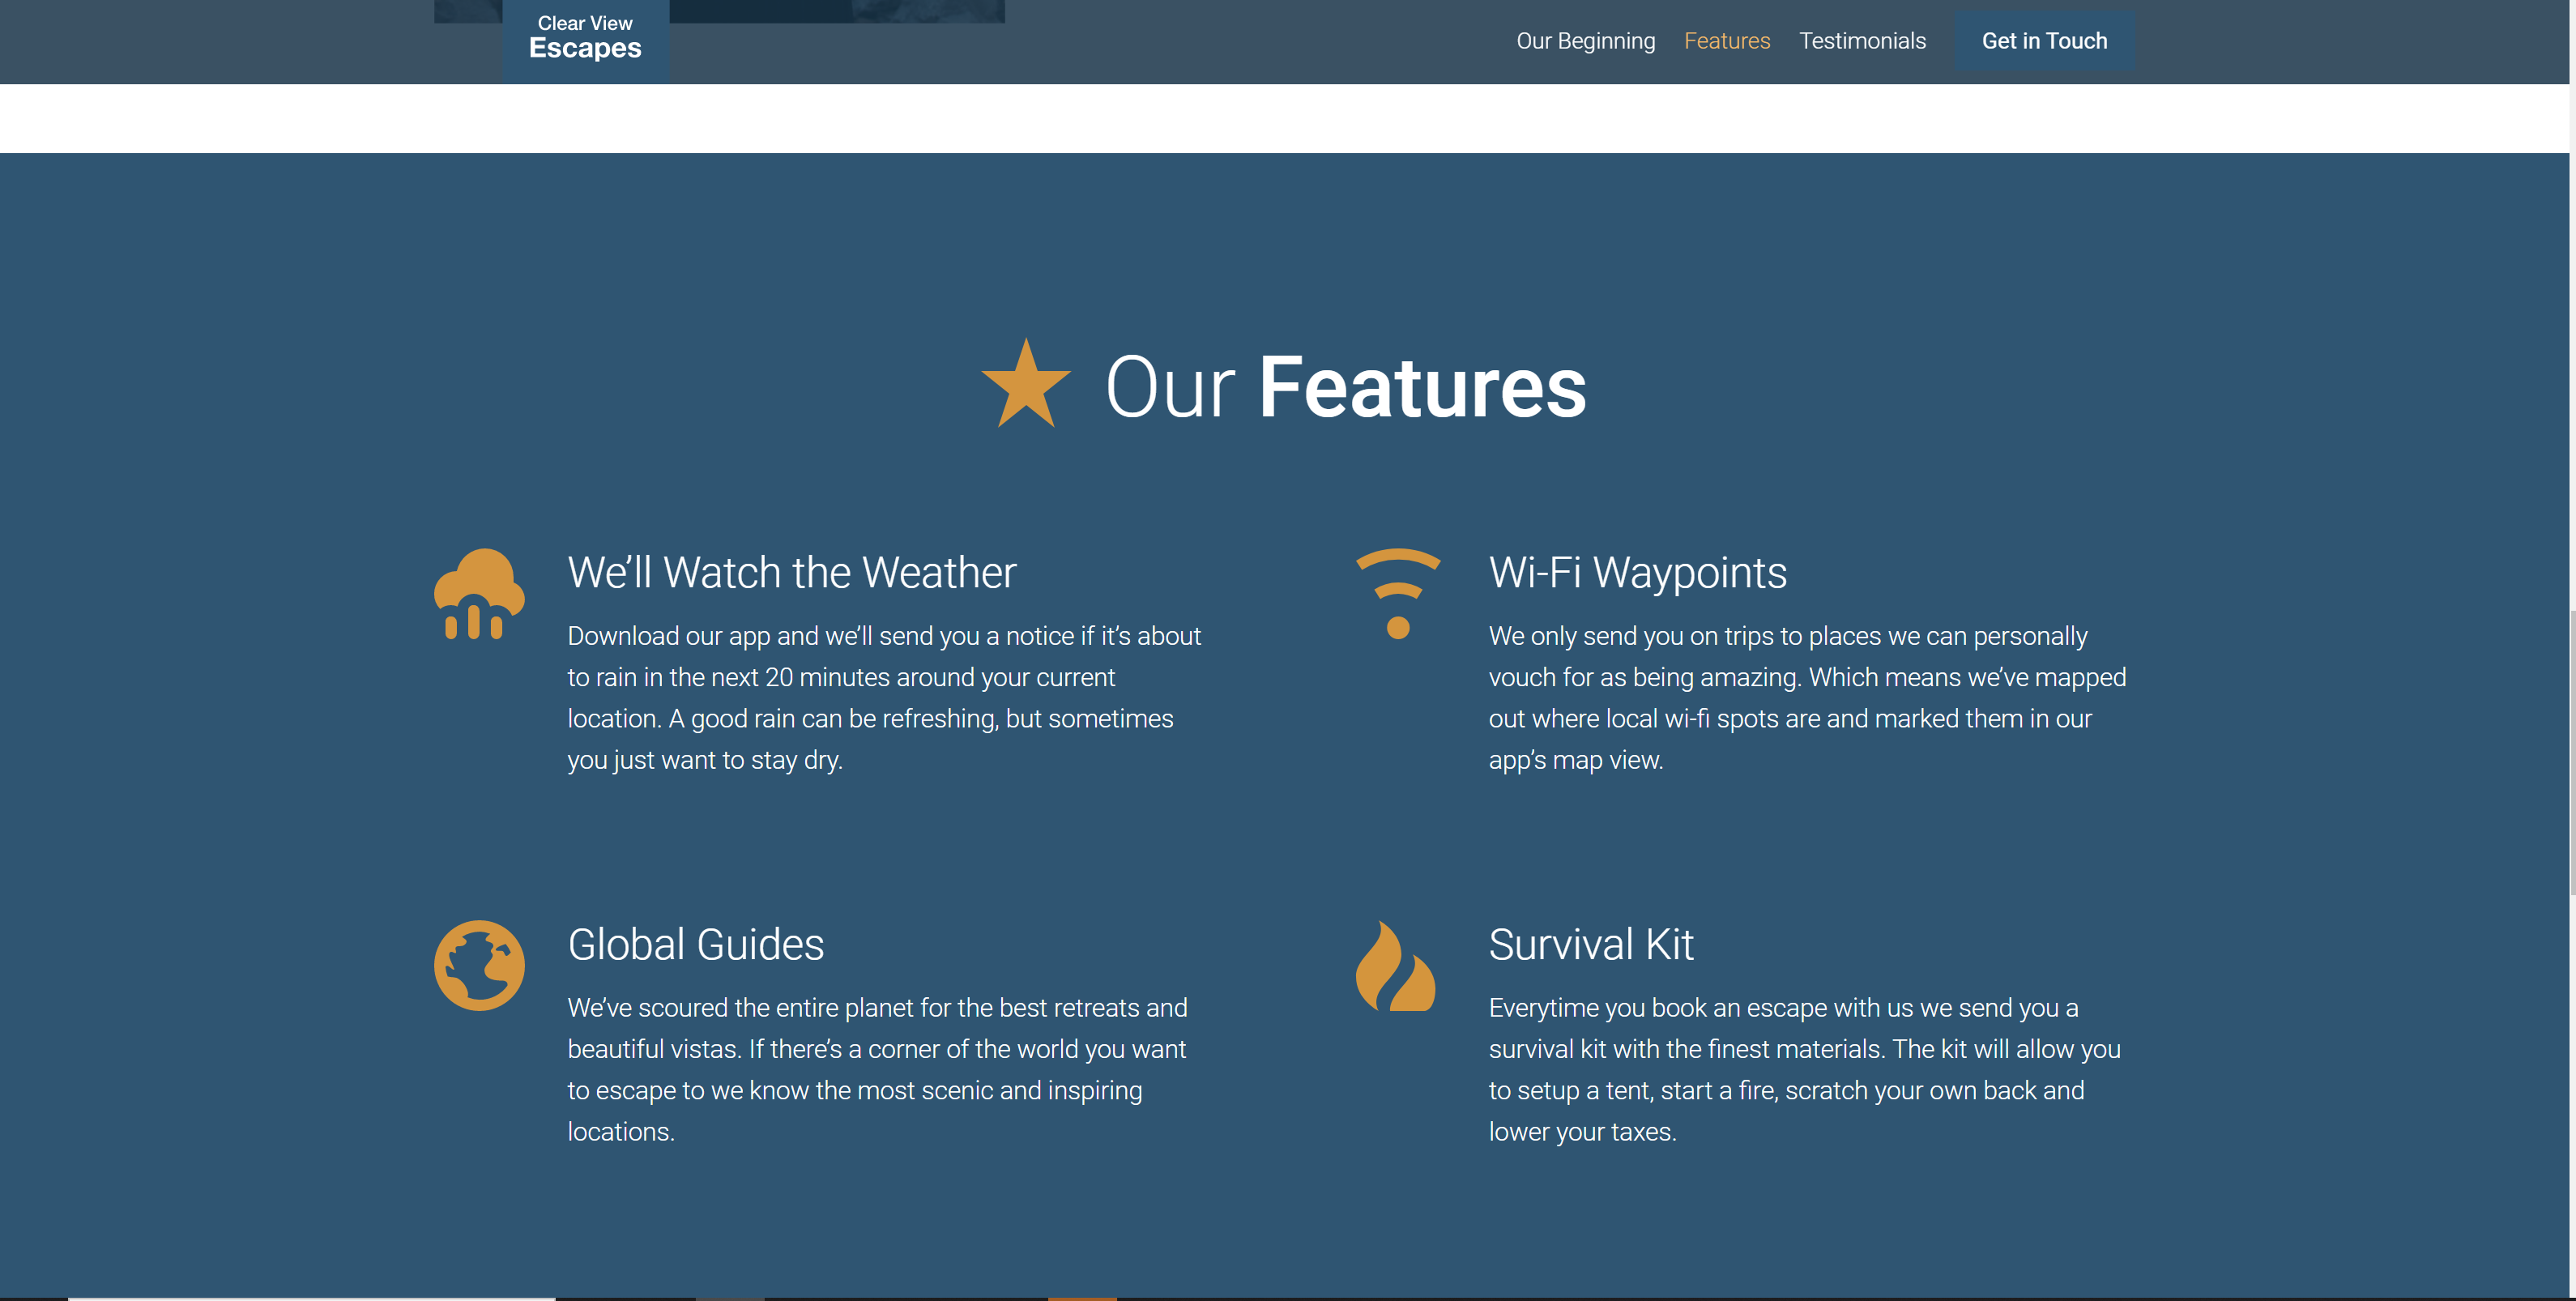 Clear View
Escapes
Our Beginning
Features
Testimonials
Get in Touch
Our Features
We’ll Watch the Weather
Download our app and we’ll send you a notice if it’s about
to rain in the next 20 minutes around your current
location. A good rain can be refreshing, but sometimes
you just want to stay dry.
Wi-Fi Waypoints
We only send you on trips to places we can personally
vouch for as being amazing. Which means we’ve mapped
out where local wi-fi spots are and marked them in our
app’s map view.
Global Guides
We’ve scoured the entire planet for the best retreats and
beautiful vistas. If there’s a corner of the world you want
to escape to we know the most scenic and inspiring
locations.
Survival Kit
Everytime you book an escape with us we send you a
survival kit with the finest materials. The kit will allow you
to setup a tent, start a fire, scratch your own back and
lower your taxes.